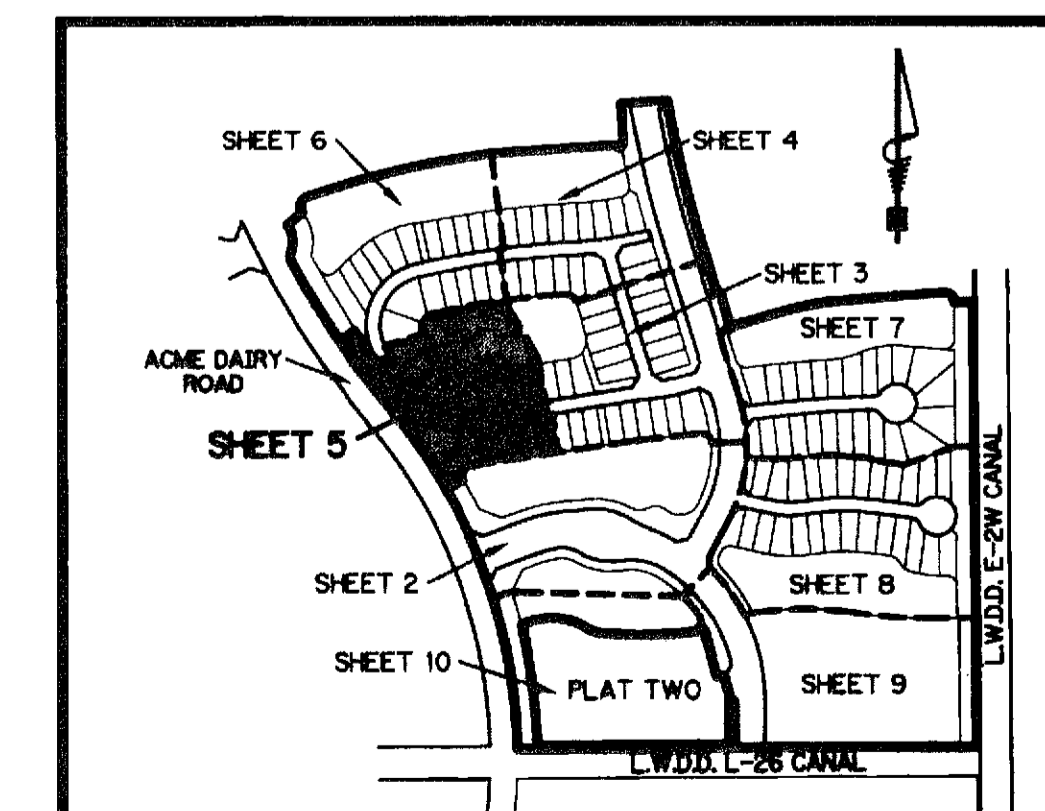 SHEET 6
SHEET 4
SHEET 3
SHEET 7
ACME DAIRY
ROAD
SHEET 5
L.W.D.D. E-2W CANAL
SHEET 2
SHEET 8
SHEET 10
PLAT TWO
SHEET 9
L.W.D.D. L-26 CANAL